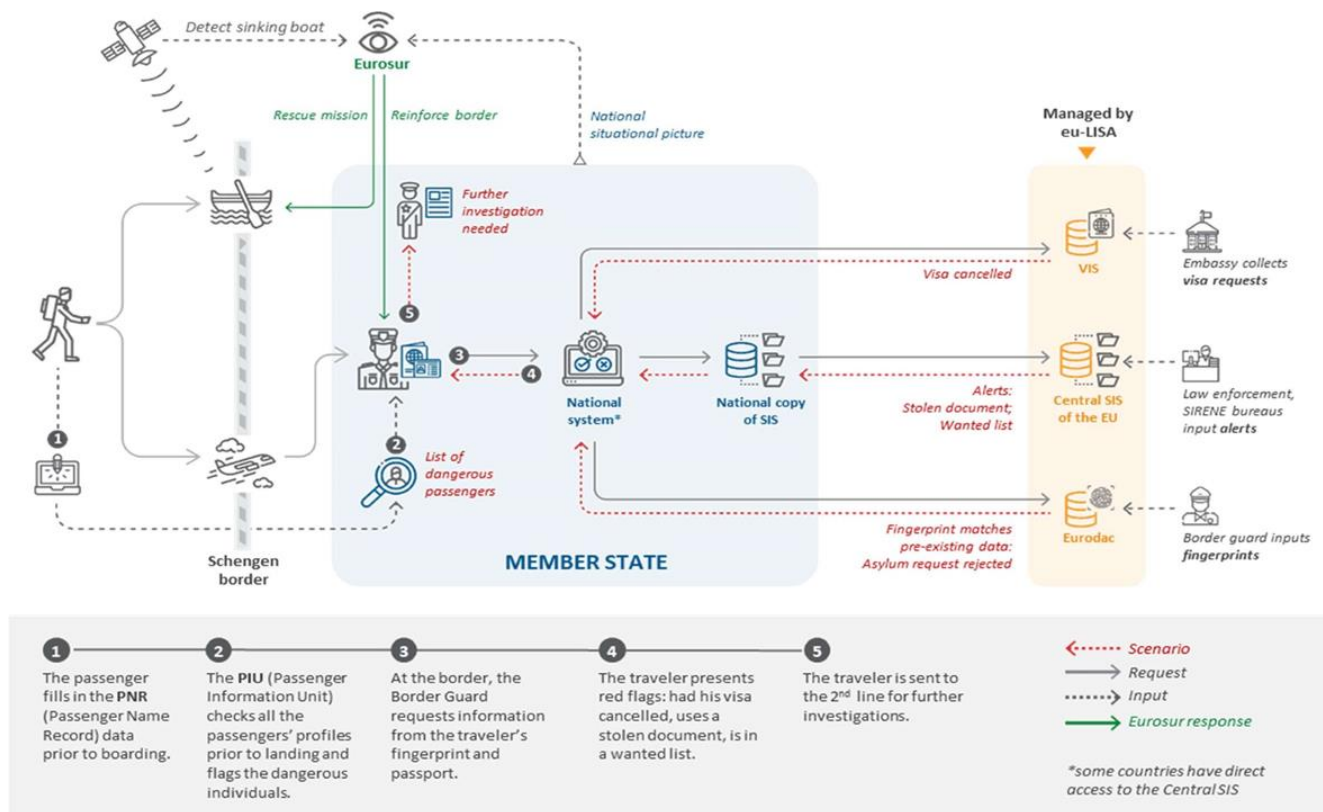 Detect sinking boat
Eurosur
Rescue mission
Reinforce border
National
situational picture
Managed by
eu-LISA
Further
investigation
needed
Visa cancelled
VIS
Embassy collects
visa requests
5
3
4
National
system*
National copy
of SIS
Alerts:
Stolen document;
Wanted list
Central SIS
of the EU
Law enforcement,
SIRENE bureaus
input alerts
1
2
List of
dangerous
passengers
Fingerprint matches
pre-existing data:
Asylum request rejected
Eurodac
Border guard inputs
fingerprints
Schengen
border
MEMBER STATE
1
The passenger
fills in the PNR
(Passenger Name
Record) data
prior to boarding.
2
The PIU (Passenger
Information Unit)
checks all the
passengers' profiles
prior to landing and
flags the dangerous
individuals.
3
At the border, the
Border Guard
requests information
from the traveler's
fingerprint and
passport.
4
The traveler presents
red flags: had his visa
cancelled, uses a
stolen document, is in
a wanted list.
5
The traveler is sent to
the 2nd line for further
investigations.
Scenario
Request
Input
Eurosur response
*some countries have direct
access to the Central SIS